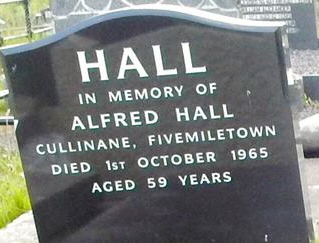 HALL
IN MEMORY OF
ALFRED HALL
CULLINANE, FIVEMILETOWN
DIED 1ST OCTOBER 1965
AGED 59 YEARS